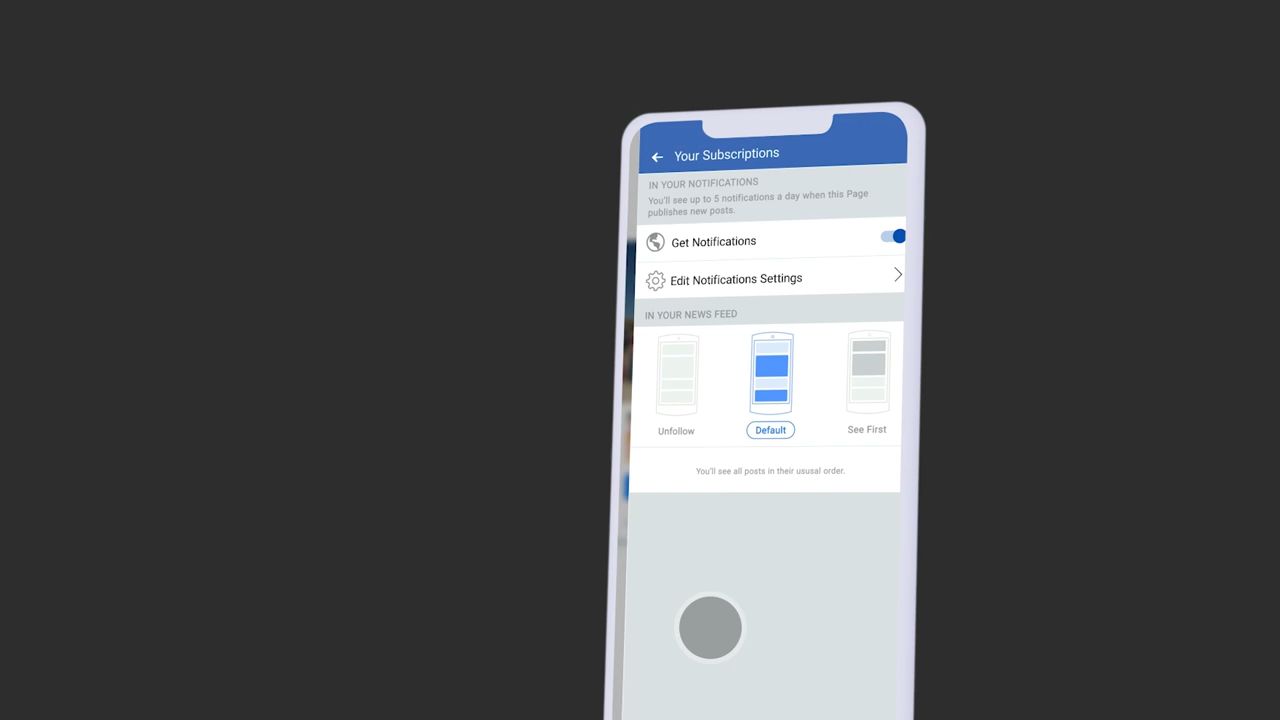 Your Subscriptions
IN YOUR NOTIFICATIONS
You'll see up to 5 notifications a day when this Page
publishes new posts.
Get Notifications
Edit Notifications Settings
IN YOUR NEWS FEED
Unfollow
Default
See First
You'll see all posts in their ususal order.